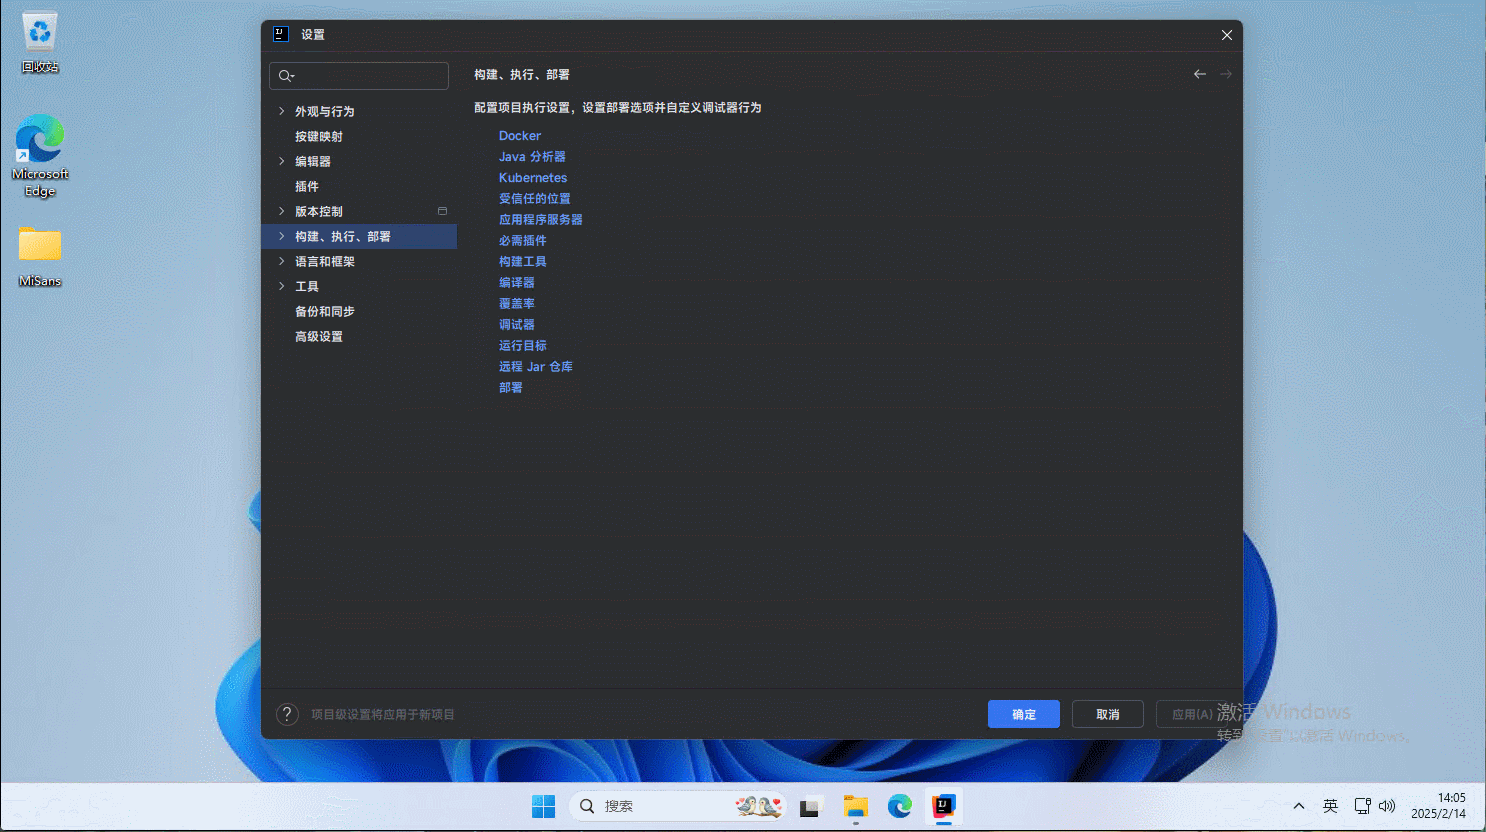 回收站
Microsoft
Edge
MiSans
设置
外观与行为
按键映射
编辑器
插件
版本控制
构建、执行、部署
语言和框架
工具
备份和同步
高级设置
构建、执行、部署
配置项目执行设置，设置部署选项并自定义调试器行为
Docker
Java 分析器
Kubernetes
受信任的位置
应用程序服务器
必需插件
构建工具
编译器
覆盖率
调试器
运行目标
远程 Jar 仓库
部署
? 项目级设置将应用于新项目
确定
取消
应用(A)
激活 Windows
转到"设置"以激活 Windows。
搜索
英
14:05
2025/2/14